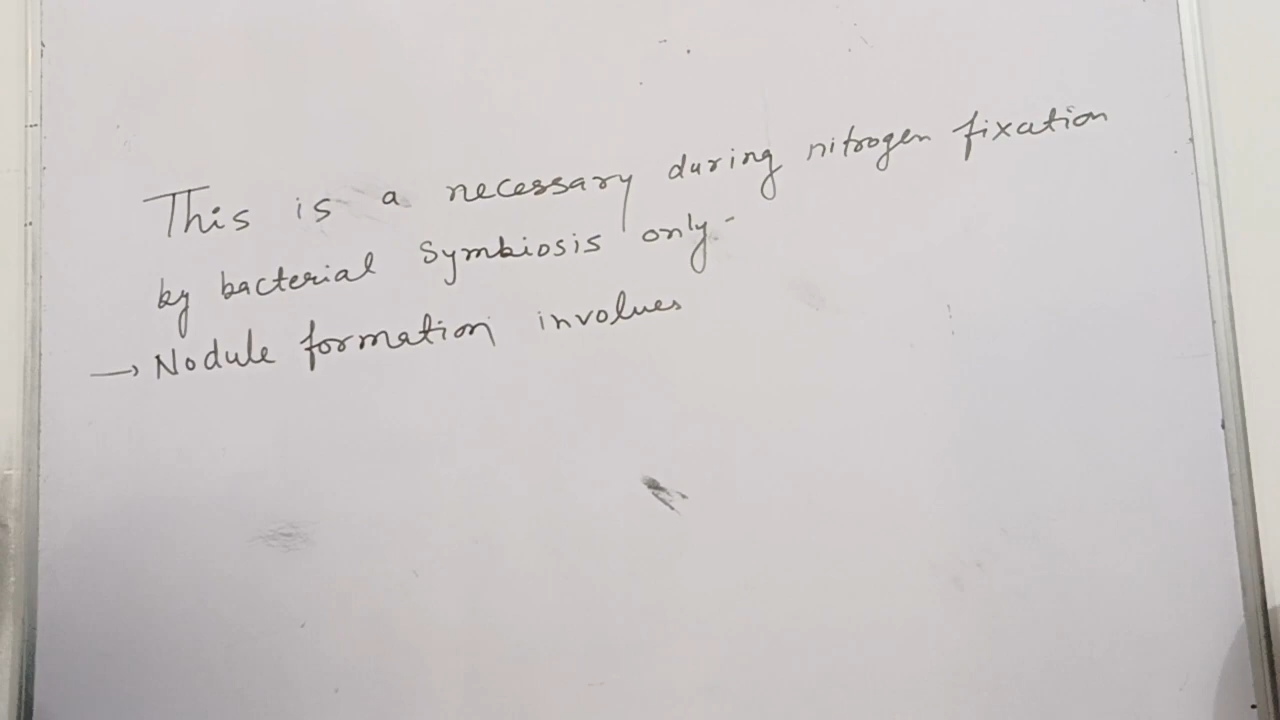 This is a necessary during nitrogen fixation
by bacterial symbiosis only.
→ Nodule formation involves